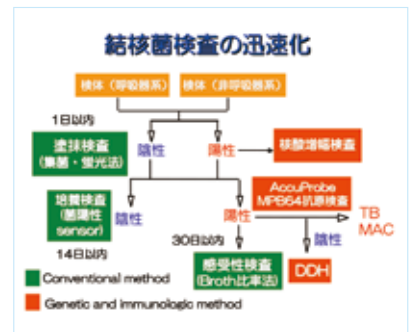 結核菌検査の迅速化
検体（呼吸器系）
検体（非呼吸器系）
1日以内
塗抹検査
(集菌・蛍光法)
陰性
陽性
核酸増幅検査
培養検査
(菌陽性
sensor)
陰性
14日以内
陽性
AccuProbe
MPB64抗原検査
TB
MAC
30日以内
陰性
感受性検査
(Broth比率法)
DDH
Conventional method
Genetic and immunologic method